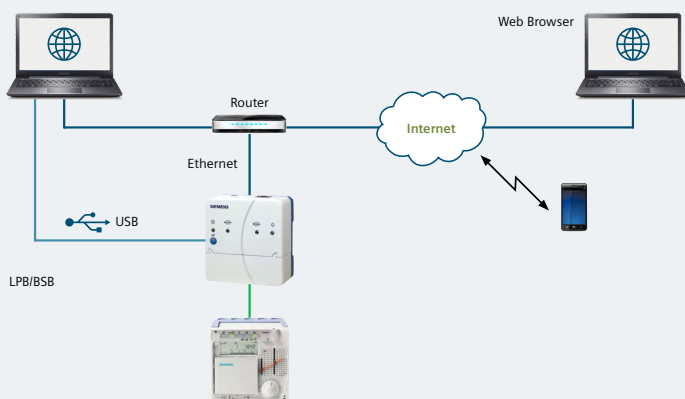 Web Browser
Router
Internet
Ethernet
SIEMENS
USB
LPB/BSB
SIEMENS